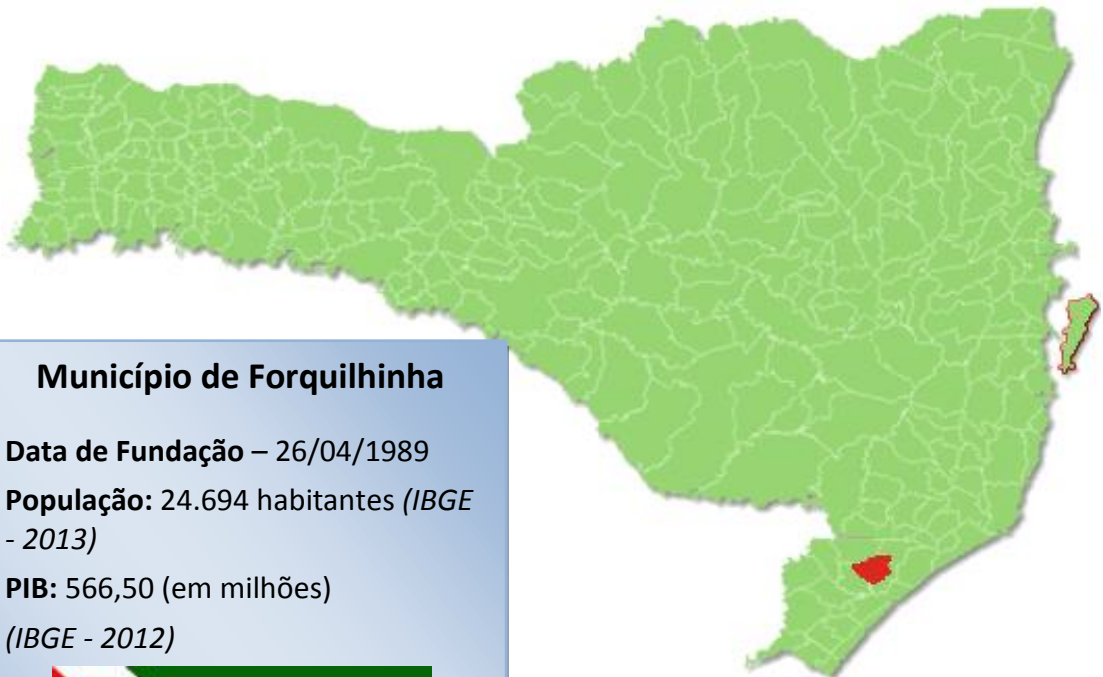 Município de Forquilhinha
Data de Fundação – 26/04/1989
População: 24.694 habitantes (IBGE
- 2013)
PIB: 566,50 (em milhões)
(IBGE - 2012)